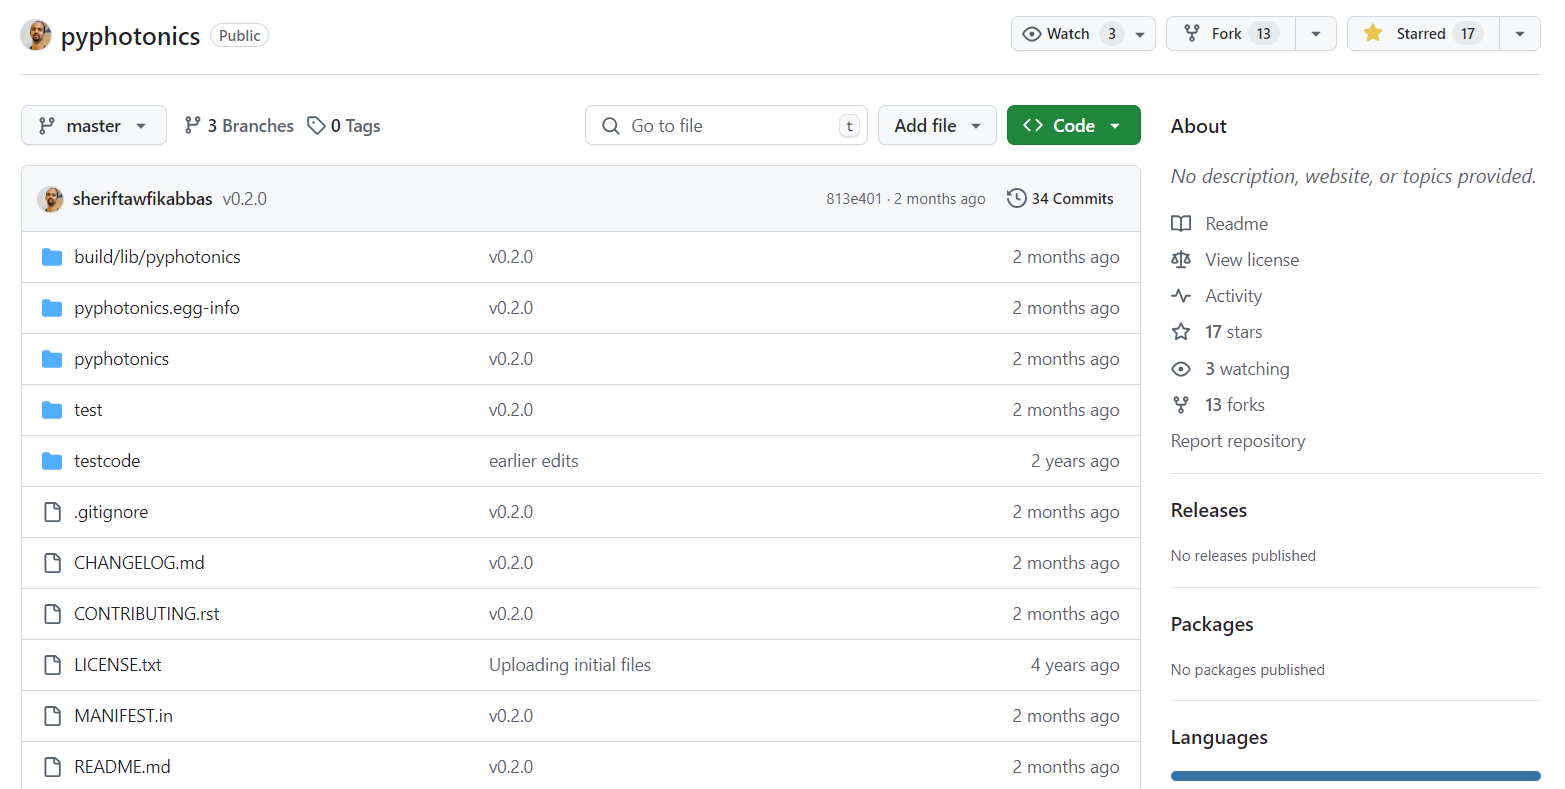 pyphotonics Public Watch 3 Fork 13 Starred 17
master 3 Branches 0 Tags Go to file t Add file Code
About
No description, website, or topics provided.
sheriftawfikabbas v0.2.0 813e401 · 2 months ago 34 Commits
Readme
build/lib/pyphotonics v0.2.0 2 months ago
View license
pyphotonics.egg-info v0.2.0 2 months ago
Activity
17 stars
pyphotonics v0.2.0 2 months ago
3 watching
test v0.2.0 2 months ago
13 forks
Report repository
testcode earlier edits 2 years ago
Releases
.gitignore v0.2.0 2 months ago
No releases published
CHANGELOG.md v0.2.0 2 months ago
CONTRIBUTING.rst v0.2.0 2 months ago
Packages
LICENSE.txt Uploading initial files 4 years ago
No packages published
MANIFEST.in v0.2.0 2 months ago
Languages
README.md v0.2.0 2 months ago